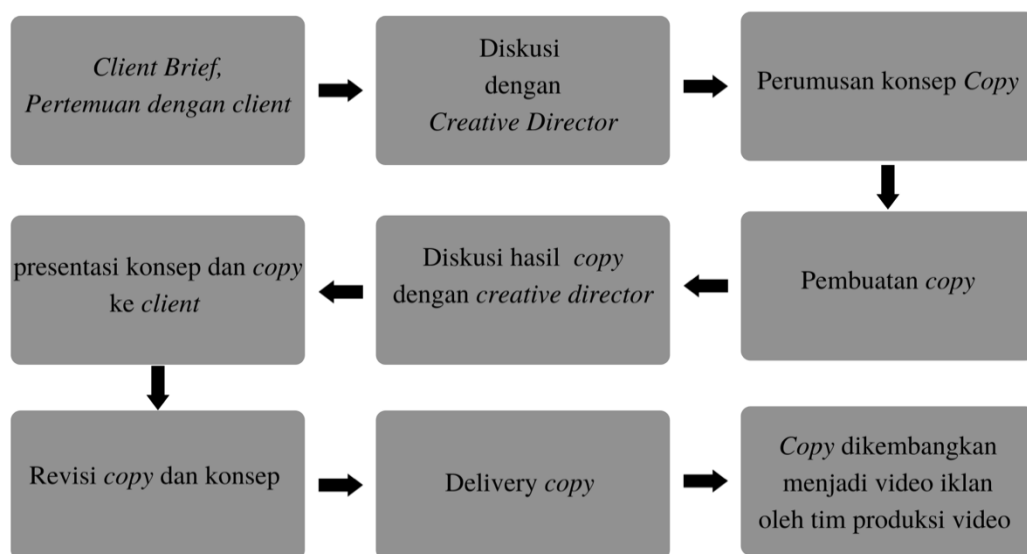 Client Brief,
Pertemuan dengan client
Diskusi
dengan
Creative Director
Perumusan konsep Copy
Pembuatan copy
Diskusi hasil copy
dengan creative director
presentasi konsep dan copy
ke client
Revisi copy dan konsep
Delivery copy
Copy dikembangkan
menjadi video iklan
oleh tim produksi video